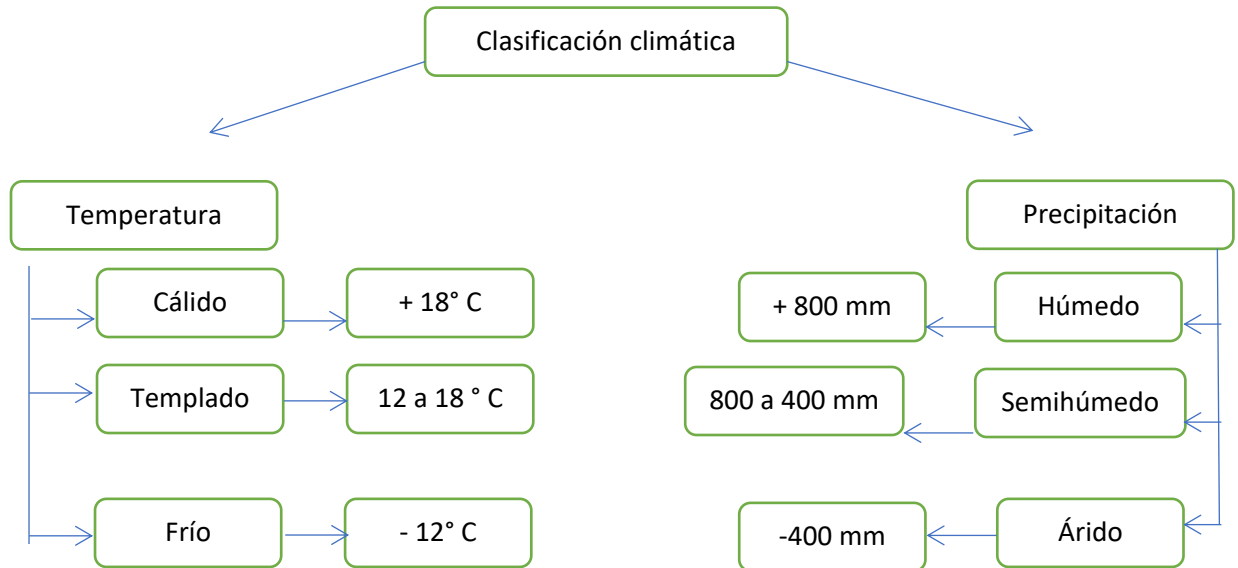 Clasificación climática
Temperatura
Precipitación
Cálido
+ 18° C
+ 800 mm
Húmedo
Templado
12 a 18 ° C
800 a 400 mm
Semihúmedo
Frío
- 12° C
-400 mm
Árido